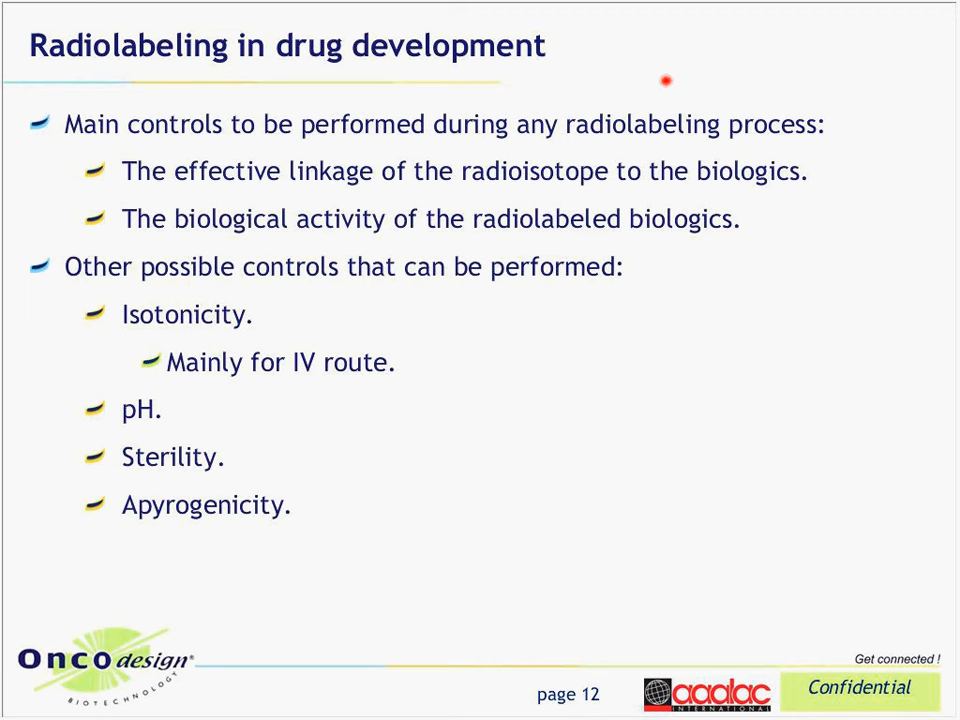 Radiolabeling in drug development
Main controls to be performed during any radiolabeling process:
The effective linkage of the radioisotope to the biologics.
The biological activity of the radiolabeled biologics.
Other possible controls that can be performed:
Isotonicity.
Mainly for IV route.
pH.
Sterility.
Apyrogenicity.
Oncodesign®
BIOTECHNOLOGY
Get connected !
page 12
aaalac
INTERNATIONAL
Confidential